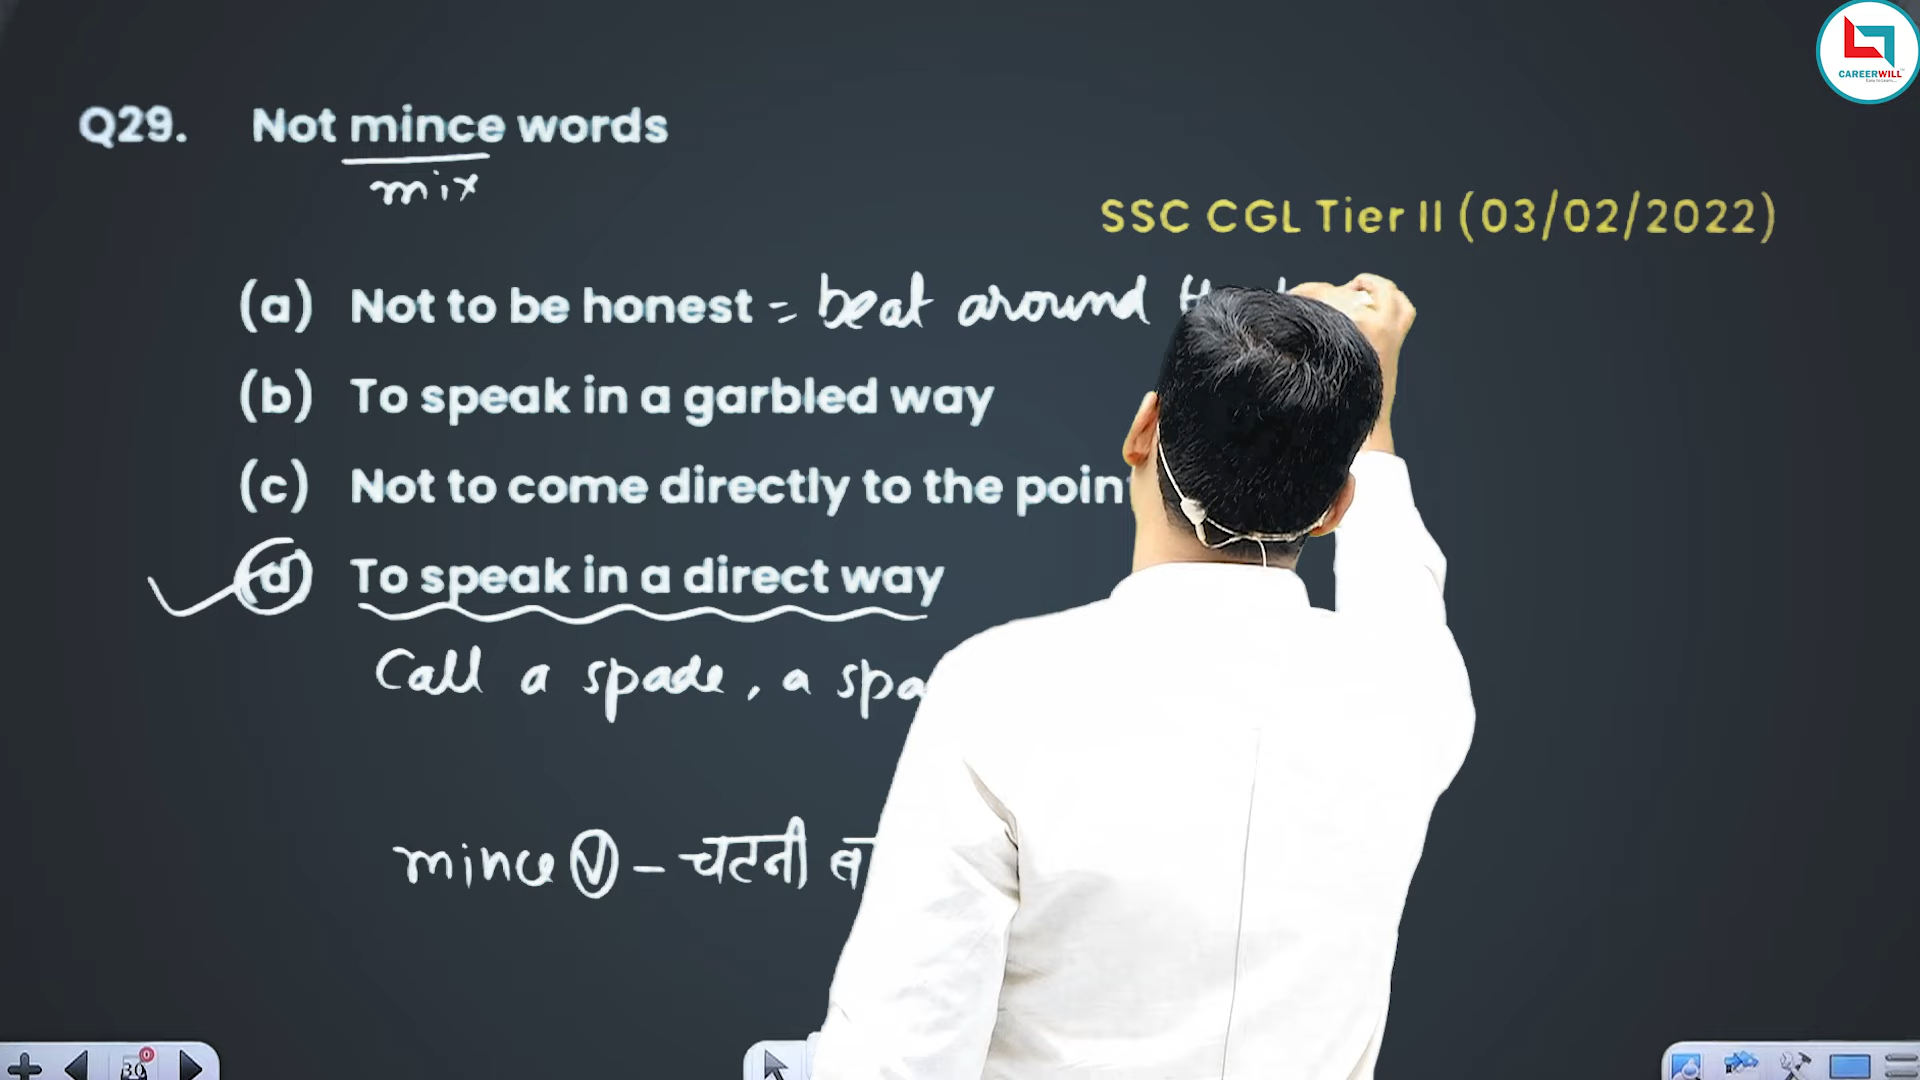 CAREERWILL
Q29. Not mince words
mix
SSC CGL Tier II (03/02/2022)
(a) Not to be honest = beat around
(b) To speak in a garbled way
(c) Not to come directly to the poin
(d) To speak in a direct way
Call a spade, a spa
mince V – चटनी
30